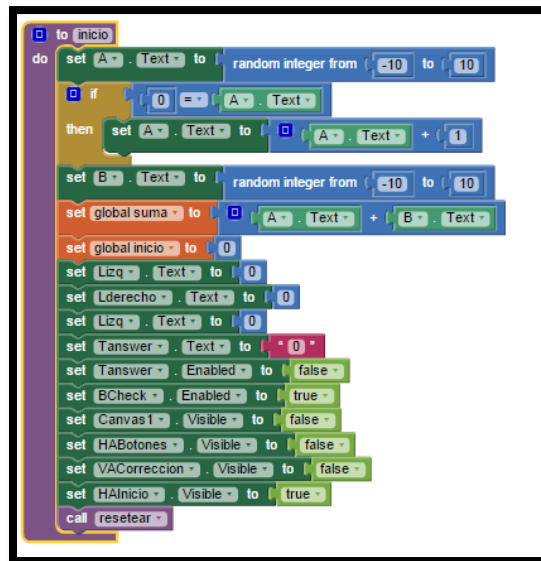 to inicio
do set A . Text to random integer from -10 to 10
if 0 = A . Text
then set A . Text to A . Text + 1
set B . Text to random integer from -10 to 10
set global suma to A . Text + B . Text
set global inicio to 0
set Lizq . Text to 0
set Lderecho . Text to 0
set Lizq . Text to 0
set Tanswer . Text to “ 0 ”
set Tanswer . Enabled to false
set BCheck . Enabled to true
set Canvas1 . Visible to false
set HABotones . Visible to false
set VACorreccion . Visible to false
set HAInicio . Visible to true
call resetear